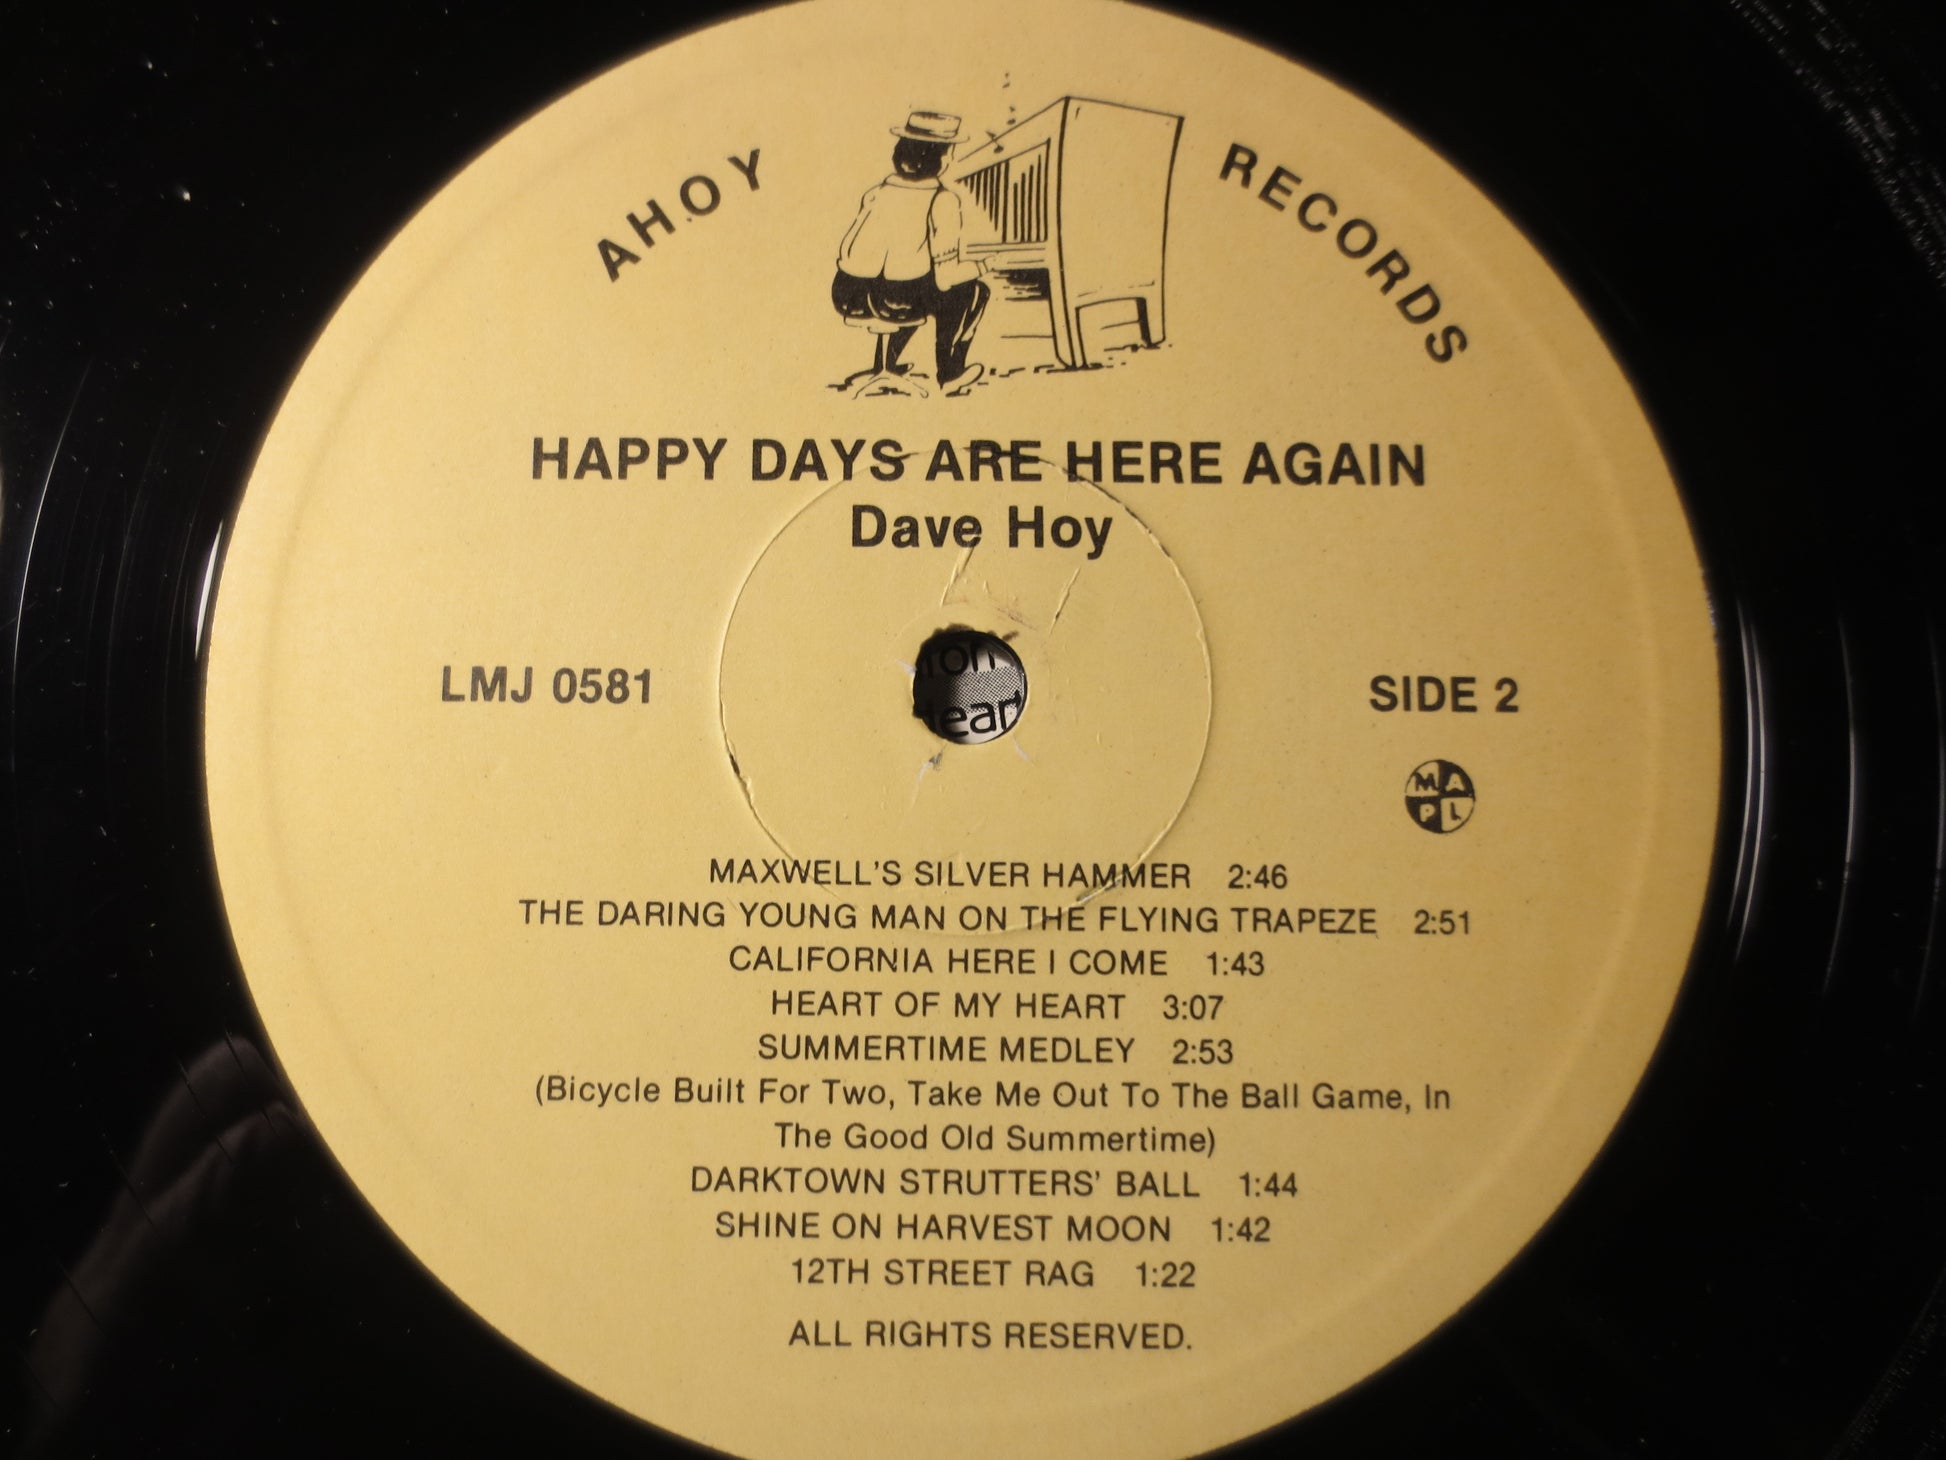 AHOY RECORDS
HAPPY DAYS ARE HERE AGAIN
Dave Hoy
LMJ 0581
SIDE 2
MAPL
MAXWELL'S SILVER HAMMER 2:46
THE DARING YOUNG MAN ON THE FLYING TRAPEZE 2:51
CALIFORNIA HERE I COME 1:43
HEART OF MY HEART 3:07
SUMMERTIME MEDLEY 2:53
(Bicycle Built For Two, Take Me Out To The Ball Game, In
The Good Old Summertime)
DARKTOWN STRUTTERS' BALL 1:44
SHINE ON HARVEST MOON 1:42
12TH STREET RAG 1:22
ALL RIGHTS RESERVED.